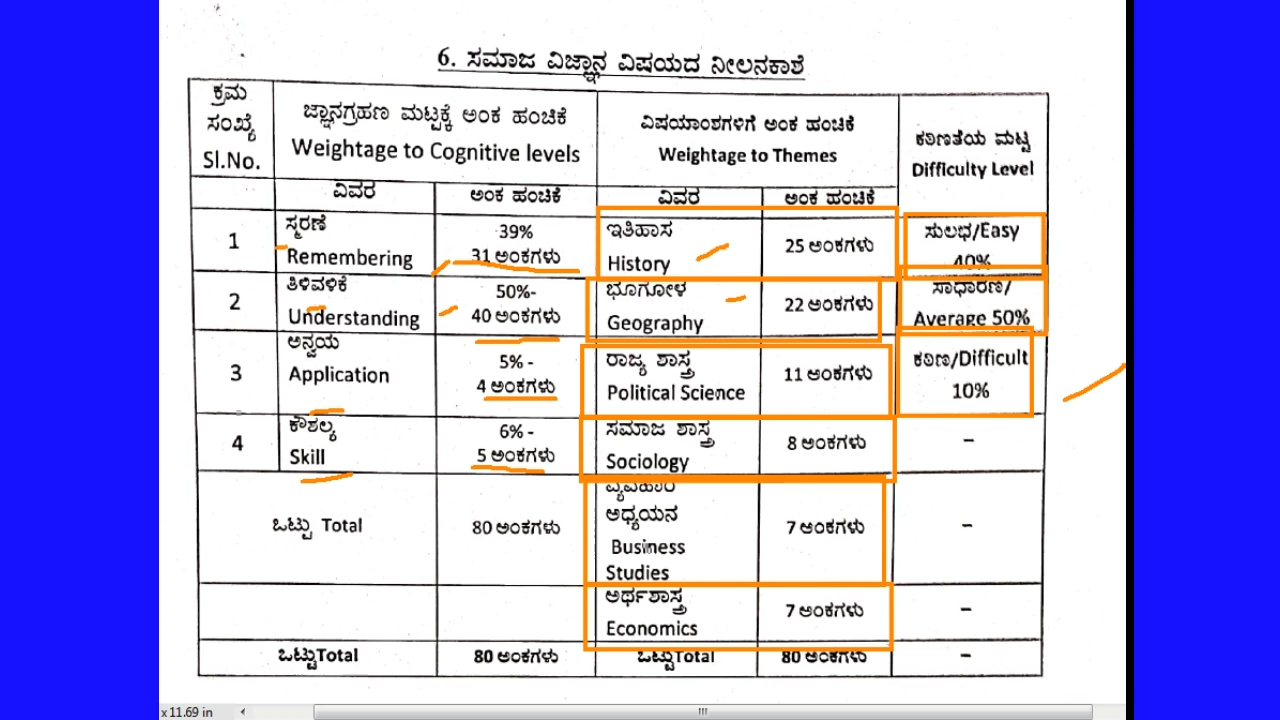 6. ಸಮಾಜ ವಿಜ್ಞಾನ ವಿಷಯದ ನೀಲನಕಾಶೆ
ಕ್ರಮ ಸಂಖ್ಯೆ Sl.No.
ಜ್ಞಾನಗ್ರಹಣ ಮಟ್ಟಕ್ಕೆ ಅಂಕ ಹಂಚಿಕೆ
Weightage to Cognitive levels
ವಿಷಯಾಂಶಗಳಿಗೆ ಅಂಕ ಹಂಚಿಕೆ
Weightage to Themes
ಕಠಿಣತೆಯ ಮಟ್ಟ
Difficulty Level
ವಿವರ ಅಂಕ ಹಂಚಿಕೆ ವಿವರ ಅಂಕ ಹಂಚಿಕೆ
1 ಸ್ಮರಣೆ Remembering 39% 31 ಅಂಕಗಳು ಇತಿಹಾಸ History 25 ಅಂಕಗಳು ಸುಲಭ/Easy 40%
2 ತಿಳಿವಳಿಕೆ Understanding 50%- 40 ಅಂಕಗಳು ಭೂಗೋಳ Geography 22 ಅಂಕಗಳು ಸಾಧಾರಣ/ Average 50%
3 ಅನ್ವಯ Application 5% - 4 ಅಂಕಗಳು ರಾಜ್ಯ ಶಾಸ್ತ್ರ Political Science 11 ಅಂಕಗಳು ಕಠಿಣ/Difficult 10%
4 ಕೌಶಲ್ಯ Skill 6% - 5 ಅಂಕಗಳು ಸಮಾಜ ಶಾಸ್ತ್ರ Sociology 8 ಅಂಕಗಳು –
ಒಟ್ಟು Total 80 ಅಂಕಗಳು ವ್ಯವಹಾರ ಅಧ್ಯಯನ Business Studies 7 ಅಂಕಗಳು –
ಅರ್ಥಶಾಸ್ತ್ರ Economics 7 ಅಂಕಗಳು –
ಒಟ್ಟುTotal 80 ಅಂಕಗಳು ಒಟ್ಟುTotal 80 ಅಂಕಗಳು –
x 11.69 in